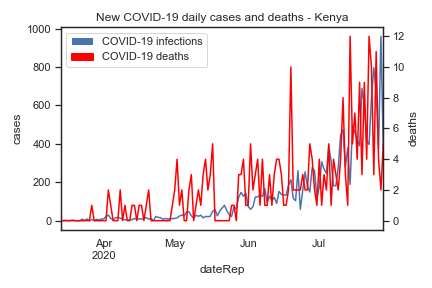 New COVID-19 daily cases and deaths - Kenya
COVID-19 infections
COVID-19 deaths
1000
800
600
400
200
0
cases
12
10
8
6
4
2
0
deaths
Apr
2020
May
Jun
Jul
dateRep